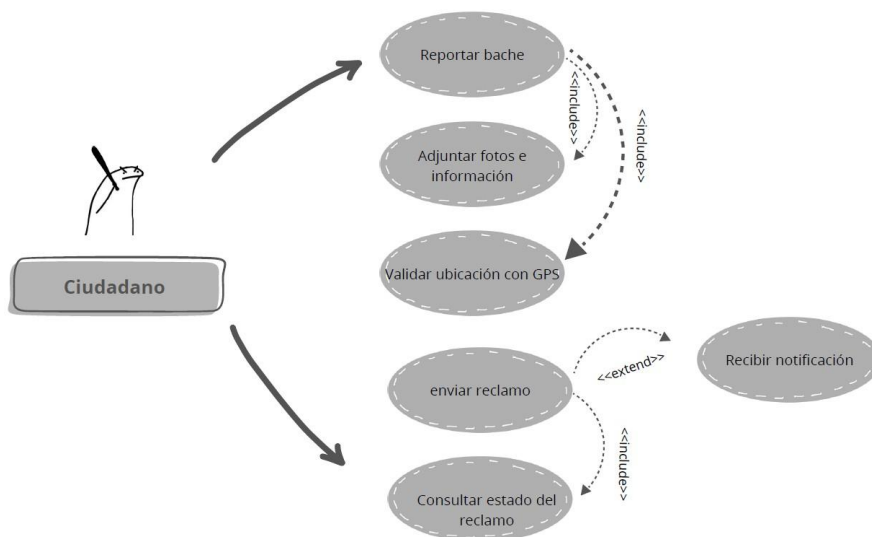 Reportar bache
<<include>>
<<include>>
Adjuntar fotos e
información
Validar ubicación con GPS
Ciudadano
enviar reclamo
<<extend>>
Recibir notificación
<<include>>
Consultar estado del
reclamo